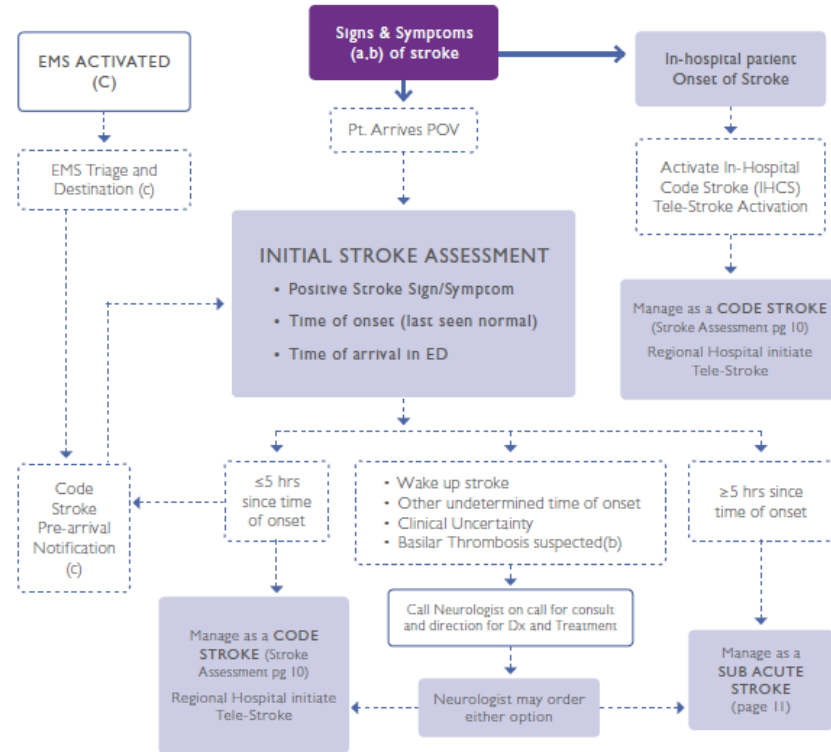 Signs & Symptoms
(a,b) of stroke
EMS ACTIVATED
(C)
In-hospital patient
Onset of Stroke
Pt. Arrives POV
EMS Triage and
Destination (c)
Activate In-Hospital
Code Stroke (IHCS)
Tele-Stroke Activation
INITIAL STROKE ASSESSMENT
• Positive Stroke Sign/Symptom
• Time of onset (last seen normal)
• Time of arrival in ED
Manage as a CODE STROKE
(Stroke Assessment pg 10)
Regional Hospital initiate
Tele-Stroke
Code
Stroke
Pre-arrival
Notification
(c)
≤5 hrs
since time
of onset
• Wake up stroke
• Other undetermined time of onset
• Clinical Uncertainty
• Basilar Thrombosis suspected(b)
≥5 hrs since
time of onset
Call Neurologist on call for consult
and direction for Dx and Treatment
Manage as a CODE
STROKE (Stroke
Assessment pg 10)
Regional Hospital initiate
Tele-Stroke
Neurologist may order
either option
Manage as a
SUB ACUTE
STROKE
(page 11)